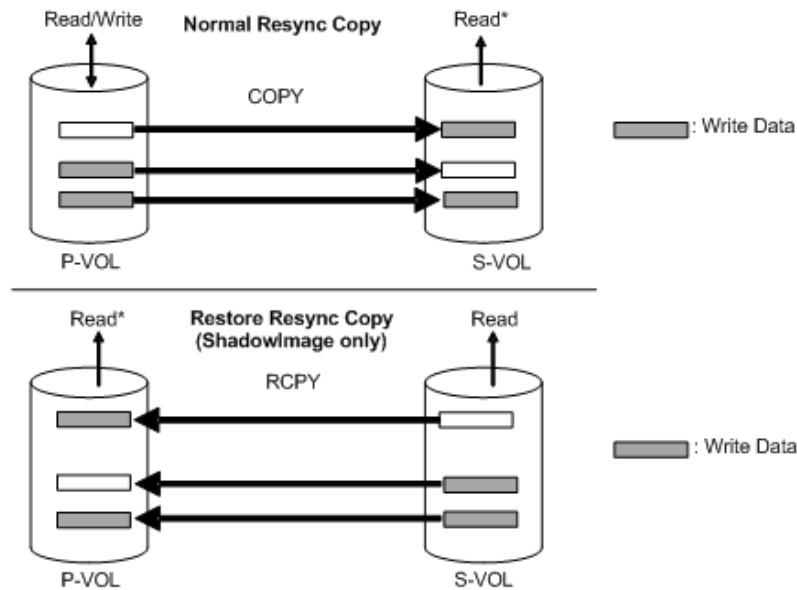 Read/Write
Normal Resync Copy
Read*
COPY
: Write Data
P-VOL
S-VOL
Read*
Restore Resync Copy
(ShadowImage only)
Read
RCPY
: Write Data
P-VOL
S-VOL